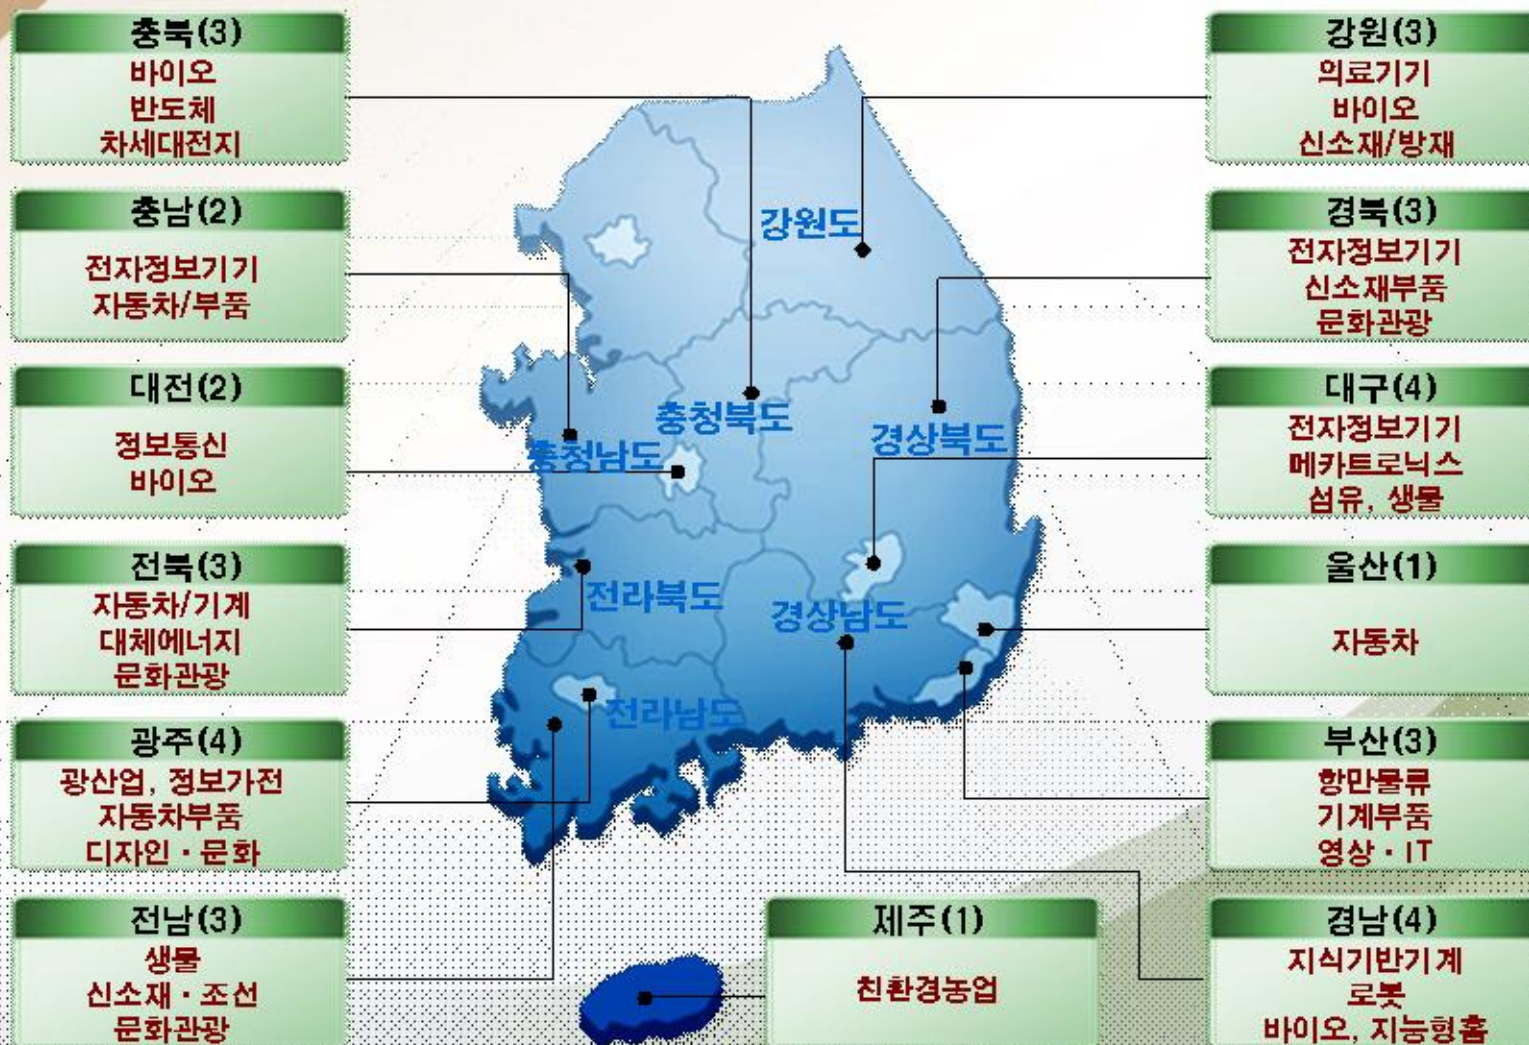 충북(3)
바이오
반도체
차세대전지
충남(2)
전자정보기기
자동차/부품
대전(2)
정보통신
바이오
전북(3)
자동차/기계
대체에너지
문화관광
광주(4)
광산업, 정보가전
자동차부품
디자인 · 문화
전남(3)
생물
신소재 · 조선
문화관광
강원도
충청북도
충청남도
경상북도
전라북도
경상남도
전라남도
제주(1)
친환경농업
강원(3)
의료기기
바이오
신소재/방재
경북(3)
전자정보기기
신소재부품
문화관광
대구(4)
전자정보기기
메카트로닉스
섬유, 생물
울산(1)
자동차
부산(3)
항만물류
기계부품
영상 · IT
경남(4)
지식기반기계
로봇
바이오, 지능형홈